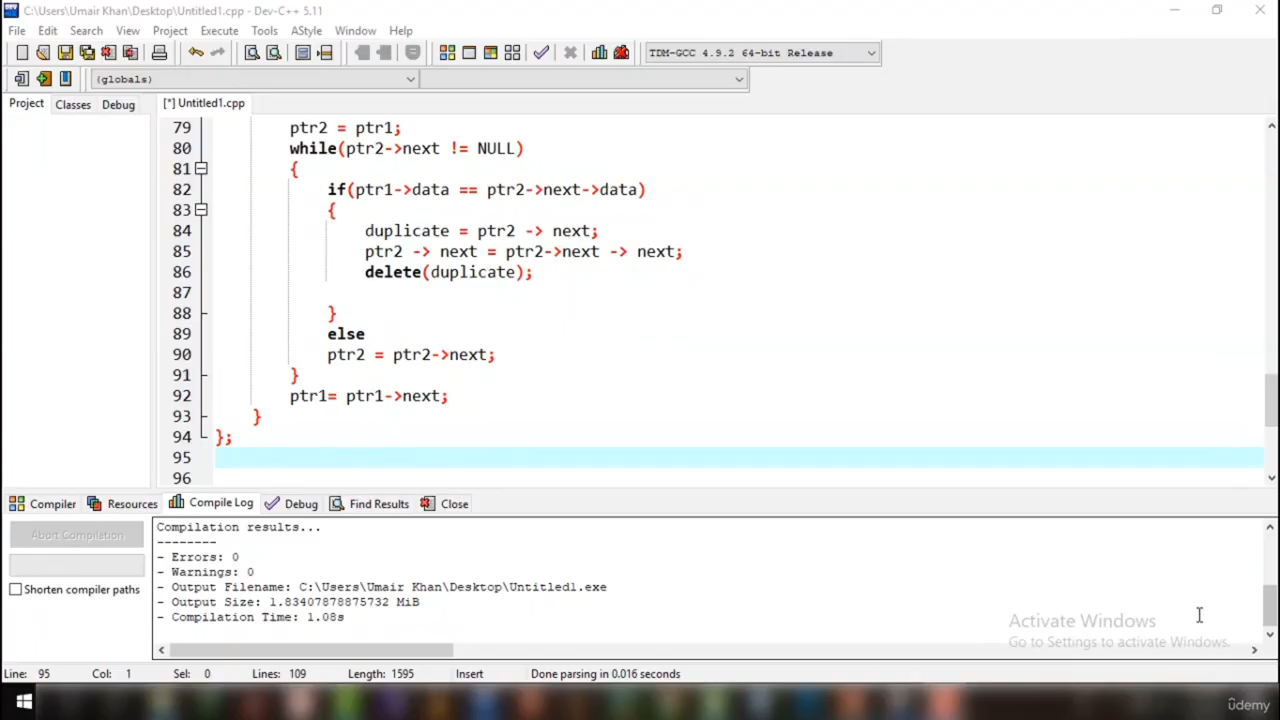 C:\Users\Umair Khan\Desktop\Untitled1.cpp - Dev-C++ 5.11
File Edit Search View Project Execute Tools AStyle Window Help
TDM-GCC 4.9.2 64-bit Release
(globals)
Project Classes Debug [*] Untitled1.cpp
79 ptr2 = ptr1;
80 while(ptr2->next != NULL)
81 {
82 if(ptr1->data == ptr2->next->data)
83 {
84 duplicate = ptr2 -> next;
85 ptr2 -> next = ptr2->next -> next;
86 delete(duplicate);
87
88 }
89 else
90 ptr2 = ptr2->next;
91 }
92 ptr1= ptr1->next;
93 }
94 };
95
96
Compiler Resources Compile Log Debug Find Results Close
Abort Compilation
Shorten compiler paths
Compilation results...
--------
- Errors: 0
- Warnings: 0
- Output Filename: C:\Users\Umair Khan\Desktop\Untitled1.exe
- Output Size: 1.83407878875732 MiB
- Compilation Time: 1.08s
Activate Windows
Go to Settings to activate Windows.
Line: 95 Col: 1 Sel: 0 Lines: 109 Length: 1595 Insert Done parsing in 0.016 seconds
ûdemy